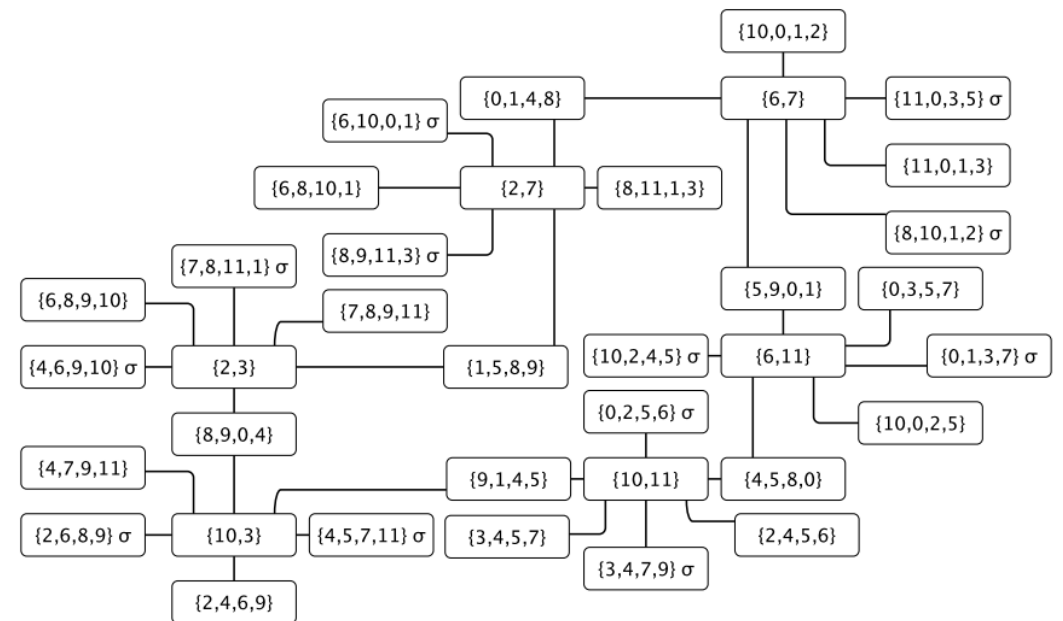 {10,0,1,2}
{0,1,4,8}
{6,7}
{11,0,3,5} σ
{6,10,0,1} σ
{11,0,1,3}
{6,8,10,1}
{2,7}
{8,11,1,3}
{8,10,1,2} σ
{8,9,11,3} σ
{7,8,11,1} σ
{6,8,9,10}
{7,8,9,11}
{5,9,0,1}
{0,3,5,7}
{4,6,9,10} σ
{2,3}
{1,5,8,9}
{10,2,4,5} σ
{6,11}
{0,1,3,7} σ
{0,2,5,6} σ
{10,0,2,5}
{8,9,0,4}
{4,7,9,11}
{9,1,4,5}
{10,11}
{4,5,8,0}
{2,6,8,9} σ
{10,3}
{4,5,7,11} σ
{3,4,5,7}
{2,4,5,6}
{3,4,7,9} σ
{2,4,6,9}